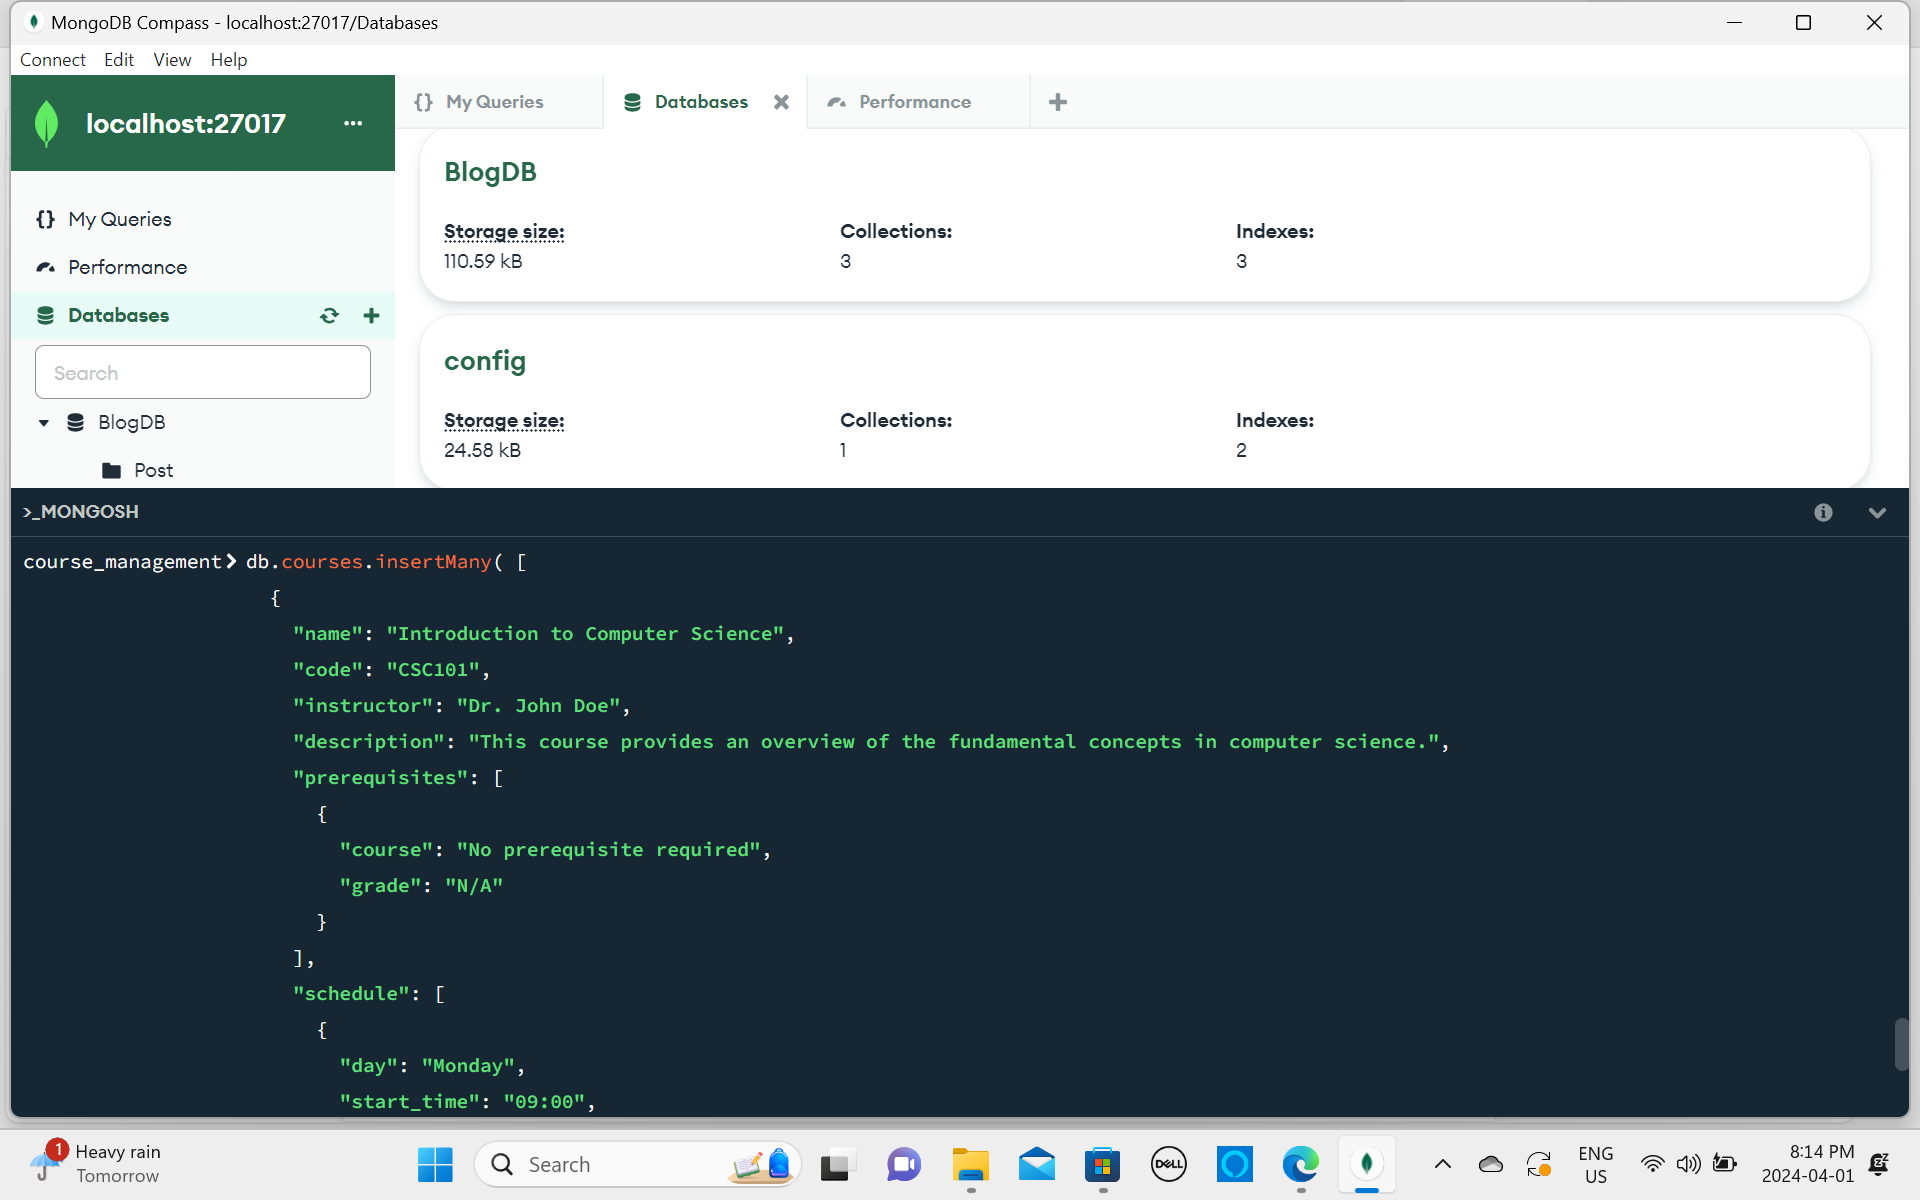 MongoDB Compass - localhost:27017/Databases
Connect Edit View Help
localhost:27017 ...
{} My Queries
Databases
Performance
My Queries
Performance
Databases
Search
BlogDB
Post
BlogDB
Storage size: Collections: Indexes:
110.59 kB 3 3
config
Storage size: Collections: Indexes:
24.58 kB 1 2
>_MONGOSH
course_management> db.courses.insertMany( [
{
"name": "Introduction to Computer Science",
"code": "CSC101",
"instructor": "Dr. John Doe",
"description": "This course provides an overview of the fundamental concepts in computer science.",
"prerequisites": [
{
"course": "No prerequisite required",
"grade": "N/A"
}
],
"schedule": [
{
"day": "Monday",
"start_time": "09:00",
1
Heavy rain
Tomorrow
Search
DELL
ENG
US
8:14 PM
2024-04-01